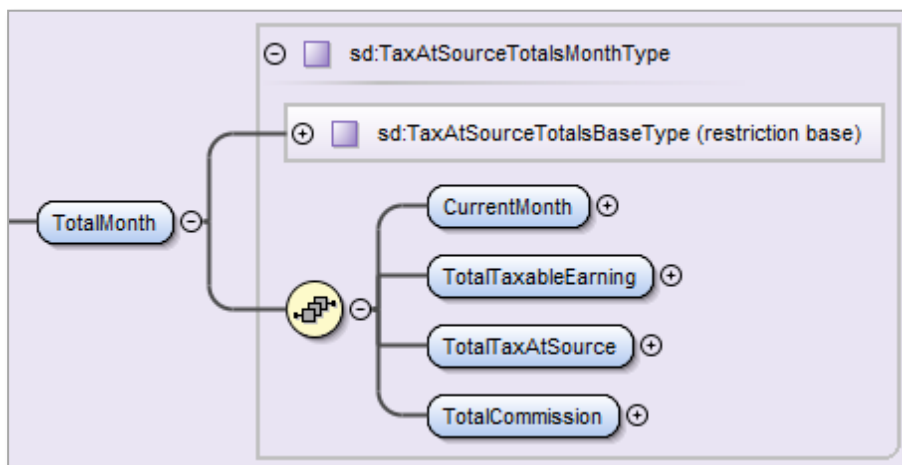 sd:TaxAtSourceTotalsMonthType
sd:TaxAtSourceTotalsBaseType (restriction base)
TotalMonth
CurrentMonth
TotalTaxableEarning
TotalTaxAtSource
TotalCommission